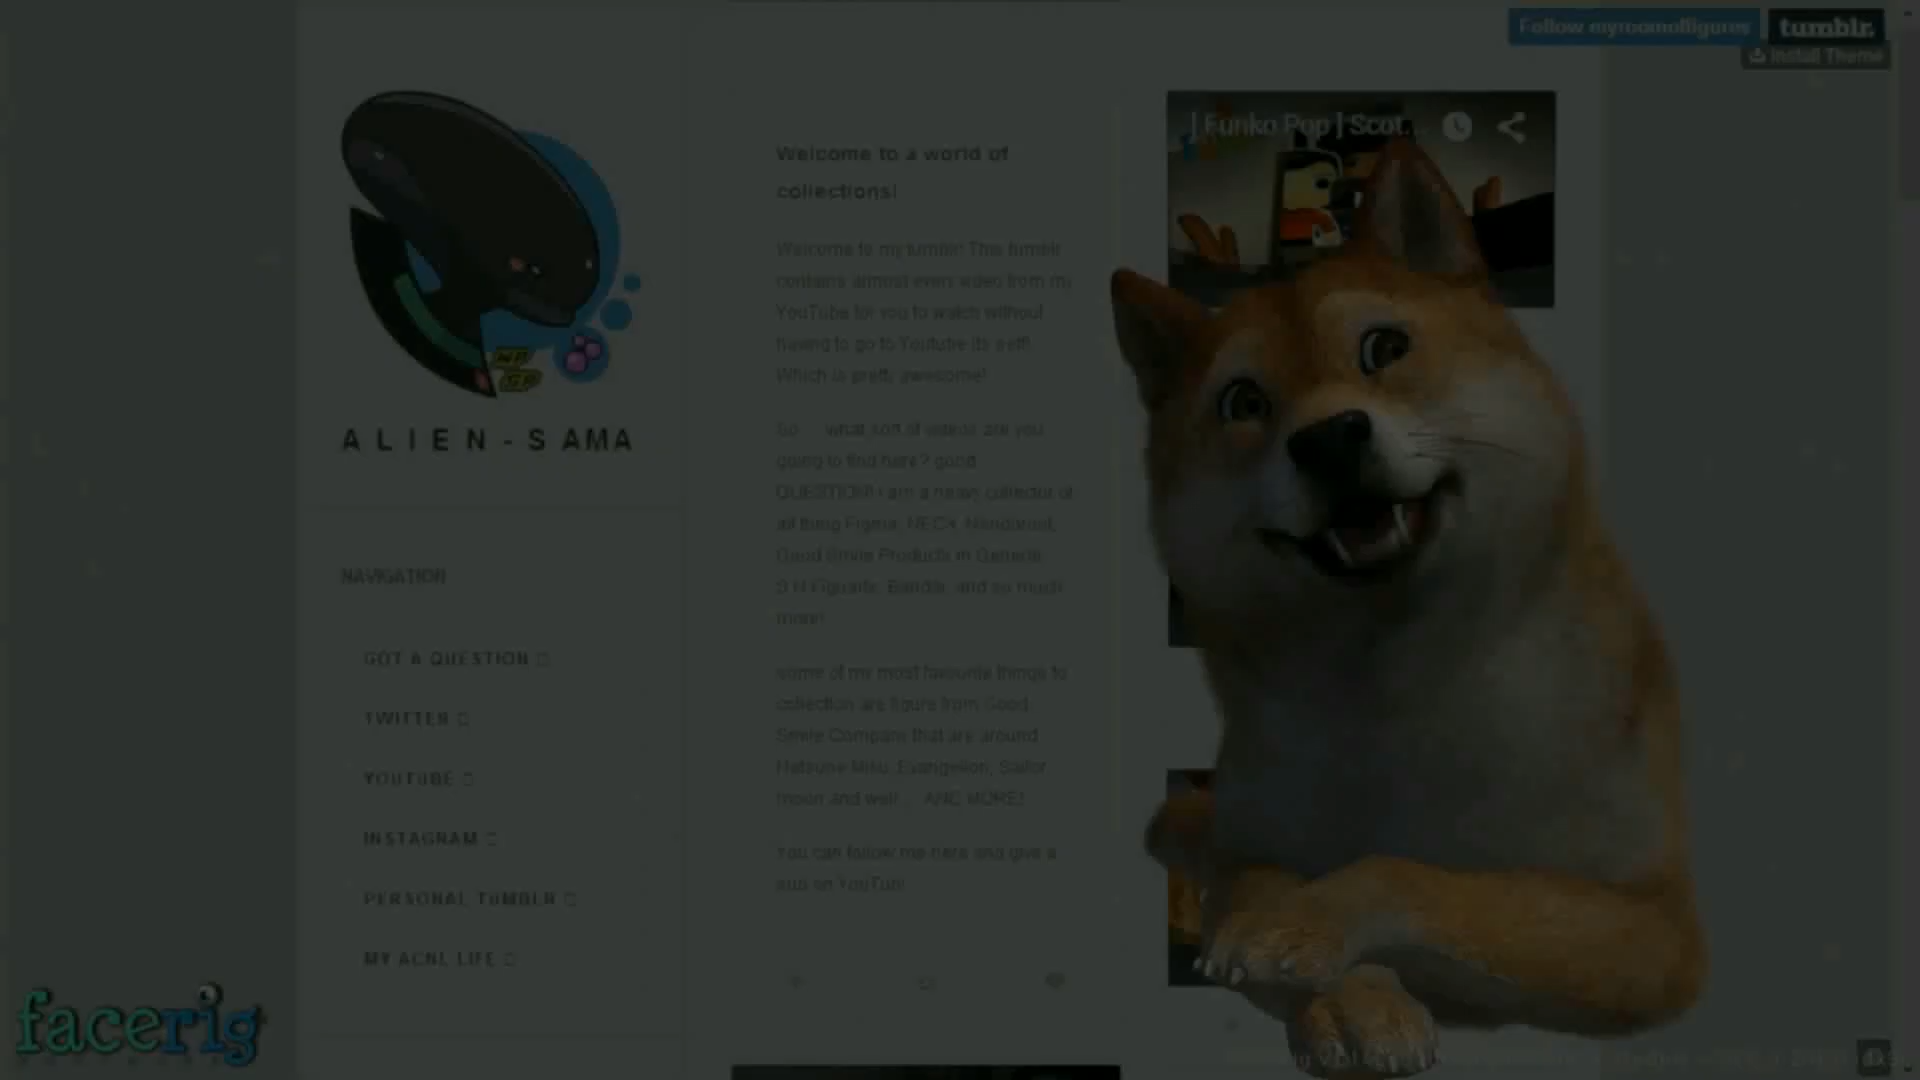 Follow myroomoffigures
tumblr.
Install Theme
[ Funko Pop ] Scot...
Welcome to a world of
collections!
Welcome to my tumblr! This tumblr
contains almost every video from my
YouTube for you to watch without
having to go to Youtube its self!
Which is pretty awesome!
So.... what sort of videos are you
going to find here? good
QUESTION! I am a heavy collector of
all thing Figma, NECA, Nendoroid,
Good Smile Products in General,
S.H Figuarts, Bandai, and so much
more!
some of my most favourite things to
collection are figure from Good
Smile Company that are around
Hatsune Miku, Evangelion, Sailor
moon and well.... AND MORE!
You can follow me here and give a
sub on YouTube!
ALIEN-SAMA
NAVIGATION
GOT A QUESTION
TWITTER
YOUTUBE
INSTAGRAM
PERSONAL TUMBLR
MY ACNL LIFE
facerig